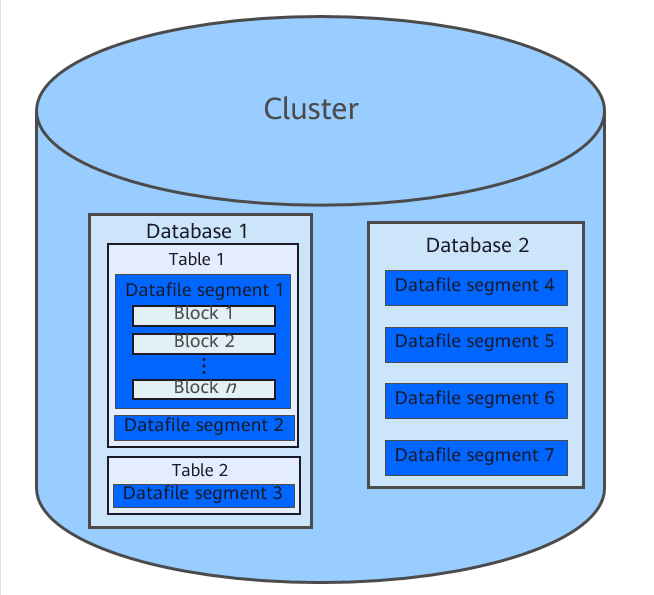 Cluster
Database 1
Table 1
Datafile segment 1
Block 1
Block 2
⋮
Block n
Datafile segment 2
Table 2
Datafile segment 3
Database 2
Datafile segment 4
Datafile segment 5
Datafile segment 6
Datafile segment 7